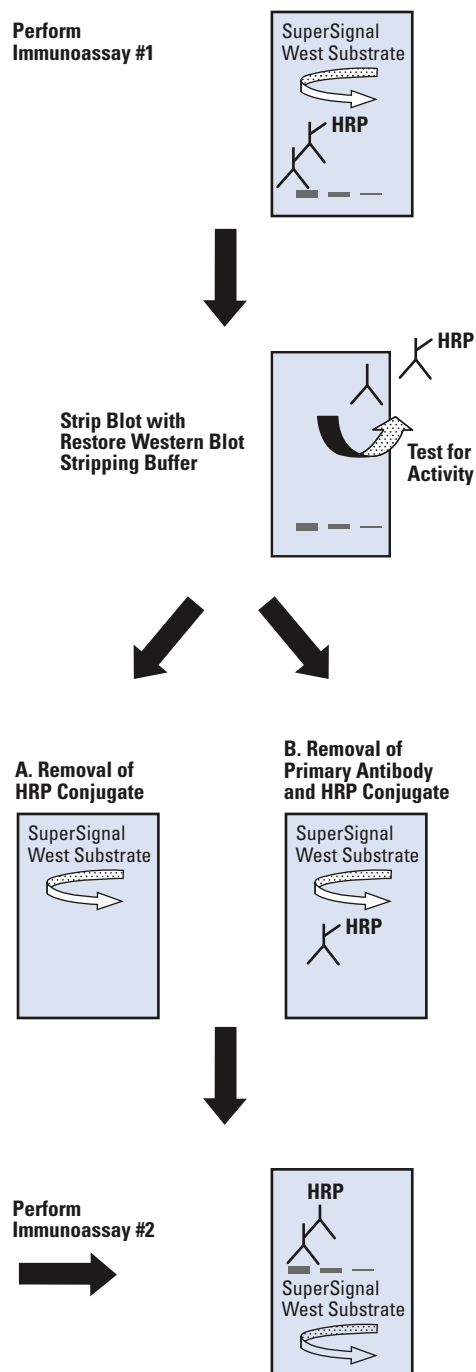 Perform
Immunoassay #1
SuperSignal
West Substrate
HRP
HRP
Strip Blot with
Restore Western Blot
Stripping Buffer
Test for
Activity
A. Removal of
HRP Conjugate
SuperSignal
West Substrate
B. Removal of
Primary Antibody
and HRP Conjugate
SuperSignal
West Substrate
HRP
Perform
Immunoassay #2
HRP
SuperSignal
West Substrate